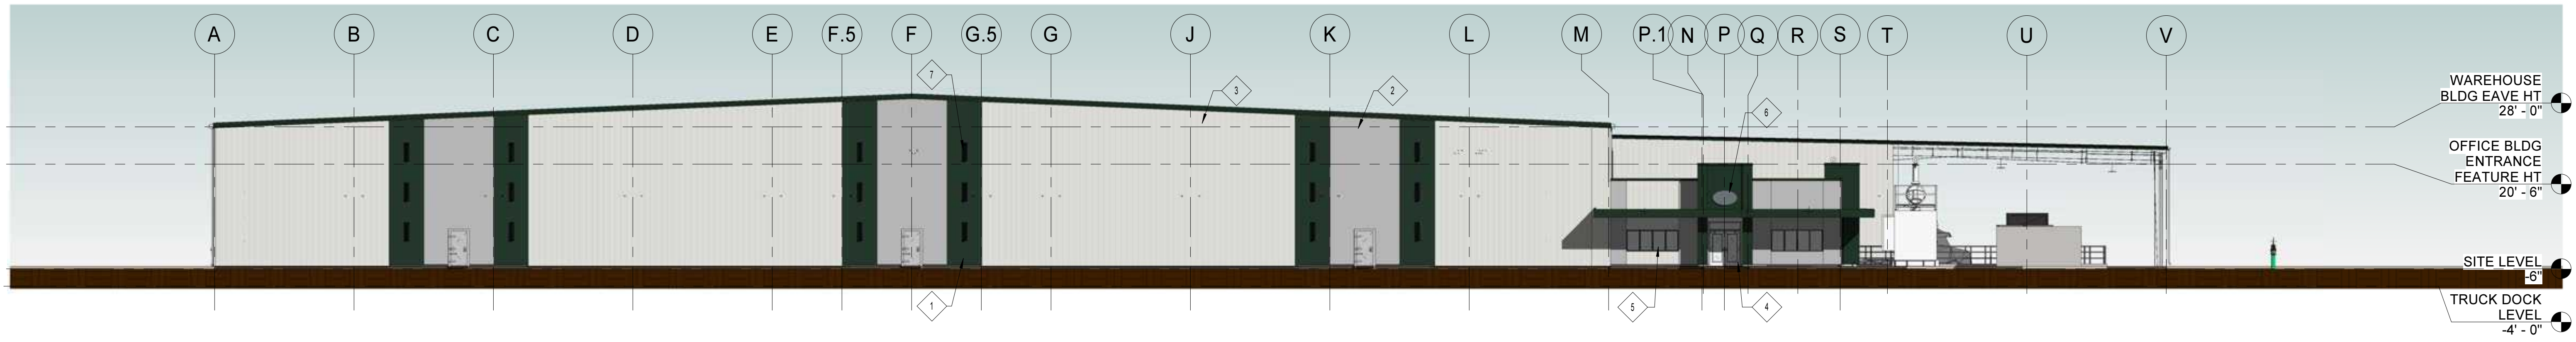 A B C D E F.5 F G.5 G J K L M P.1 N P Q R S T U V
7
3
2
6
WAREHOUSE
BLDG EAVE HT
28' - 0"
OFFICE BLDG
ENTRANCE
FEATURE HT
20' - 6"
SITE LEVEL
-6"
1
5
4
TRUCK DOCK
LEVEL
-4' - 0"